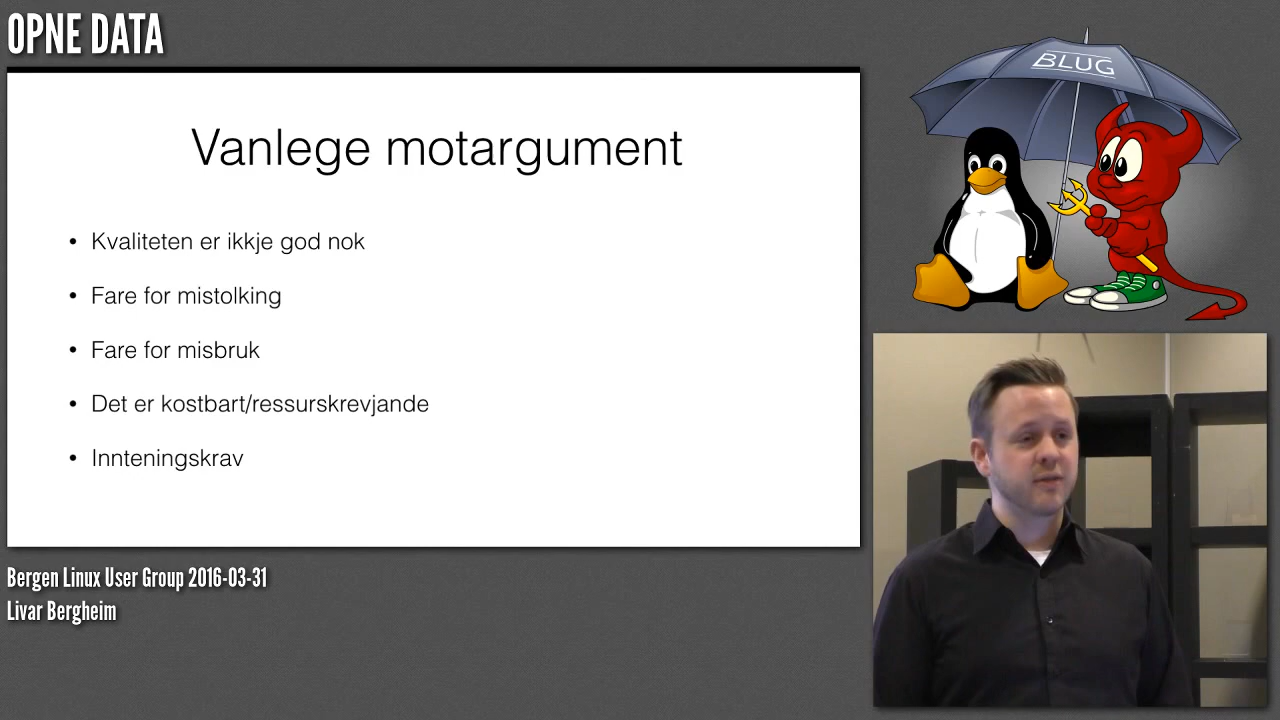 OPNE DATA
BLUG
Vanlege motargument
• Kvaliteten er ikkje god nok
• Fare for mistolking
• Fare for misbruk
• Det er kostbart/ressurskrevjande
• Innteningskrav
Bergen Linux User Group 2016-03-31
Livar Bergheim